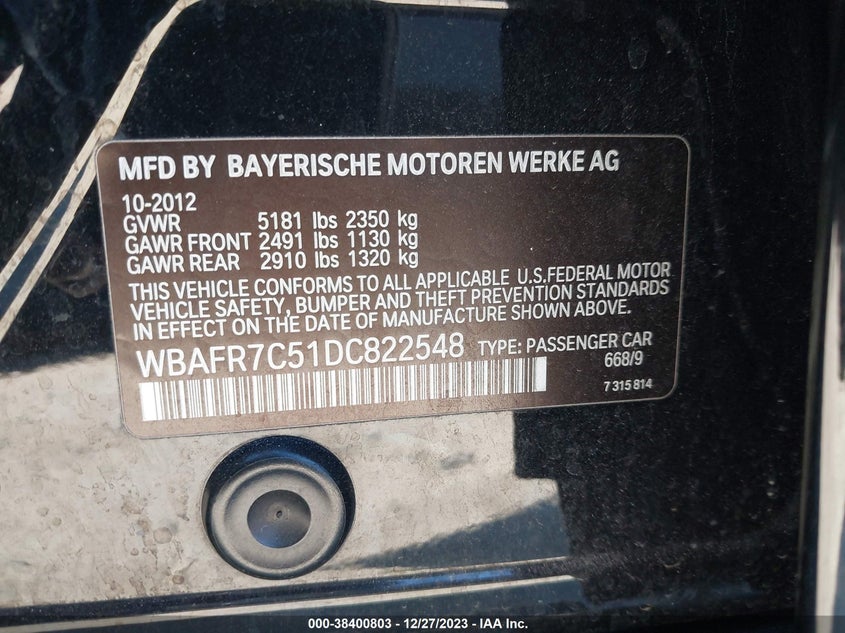 MFD BY BAYERISCHE MOTOREN WERKE AG
10-2012
GVWR 5181 lbs 2350 kg
GAWR FRONT 2491 lbs 1130 kg
GAWR REAR 2910 lbs 1320 kg
THIS VEHICLE CONFORMS TO ALL APPLICABLE U.S.FEDERAL MOTOR
VEHICLE SAFETY, BUMPER AND THEFT PREVENTION STANDARDS
IN EFFECT ON THE DATE OF MANUFACTURE SHOWN ABOVE.
WBAFR7C51DC822548 TYPE: PASSENGER CAR
668/9
7 315 814
000-38400803 / 12/27/2023 - IAA Inc.